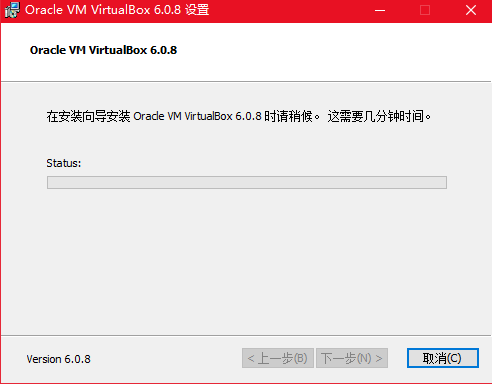 Oracle VM VirtualBox 6.0.8 设置
Oracle VM VirtualBox 6.0.8
在安装向导安装 Oracle VM VirtualBox 6.0.8 时请稍候。 这需要几分钟时间。
Status:
Version 6.0.8
< 上一步(B)
下一步(N) >
取消(C)